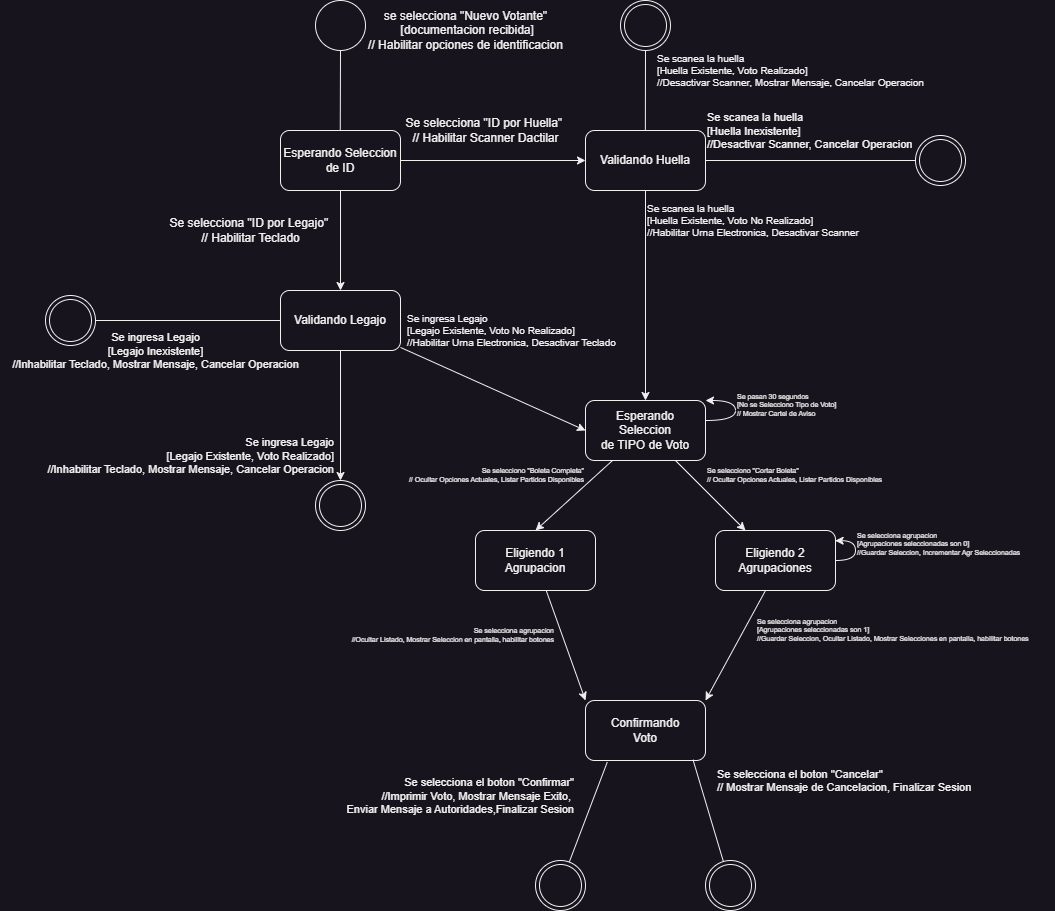 se selecciona "Nuevo Votante"
[documentacion recibida]
// Habilitar opciones de identificacion
Se scanea la huella
[Huella Existente, Voto Realizado]
//Desactivar Scanner, Mostrar Mensaje, Cancelar Operacion
Se selecciona "ID por Huella"
// Habilitar Scanner Dactilar
Se scanea la huella
[Huella Inexistente]
//Desactivar Scanner, Cancelar Operacion
Esperando Seleccion
de ID
Validando Huella
Se selecciona "ID por Legajo"
// Habilitar Teclado
Se scanea la huella
[Huella Existente, Voto No Realizado]
//Habilitar Urna Electronica, Desactivar Scanner
Validando Legajo
Se ingresa Legajo
[Legajo Existente, Voto No Realizado]
//Habilitar Urna Electronica, Desactivar Teclado
Se ingresa Legajo
[Legajo Inexistente]
//Inhabilitar Teclado, Mostrar Mensaje, Cancelar Operacion
Se ingresa Legajo
[Legajo Existente, Voto Realizado]
//Inhabilitar Teclado, Mostrar Mensaje, Cancelar Operacion
Esperando
Seleccion
de TIPO de Voto
Se pasan 30 segundos
[No se Selecciono Tipo de Voto]
// Mostrar Cartel de Aviso
Se selecciono "Boleta Completa"
// Ocultar Opciones Actuales, Listar Partidos Disponibles
Se selecciono "Cortar Boleta"
// Ocultar Opciones Actuales, Listar Partidos Disponibles
Eligiendo 1
Agrupacion
Eligiendo 2
Agrupaciones
Se selecciona agrupacion
[Agrupaciones seleccionadas son 0]
//Guardar Seleccion, Incrementar Agr Seleccionadas
Se selecciona agrupacion
//Ocultar Listado, Mostrar Seleccion en pantalla, habilitar botones
Se selecciona agrupacion
[Agrupaciones seleccionadas son 1]
//Guardar Seleccion, Ocultar Listado, Mostrar Selecciones en pantalla, habilitar botones
Confirmando
Voto
Se selecciona el boton "Confirmar"
//Imprimir Voto, Mostrar Mensaje Exito,
Enviar Mensaje a Autoridades,Finalizar Sesion
Se selecciona el boton "Cancelar"
// Mostrar Mensaje de Cancelacion, Finalizar Sesion